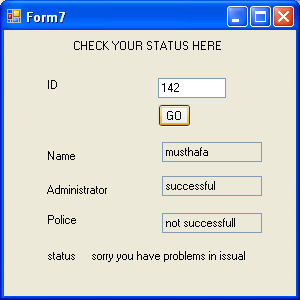 Form7
CHECK YOUR STATUS HERE
ID 142
GO
Name musthafa
Administrator successful
Police not successfull
status sorry you have problems in issual